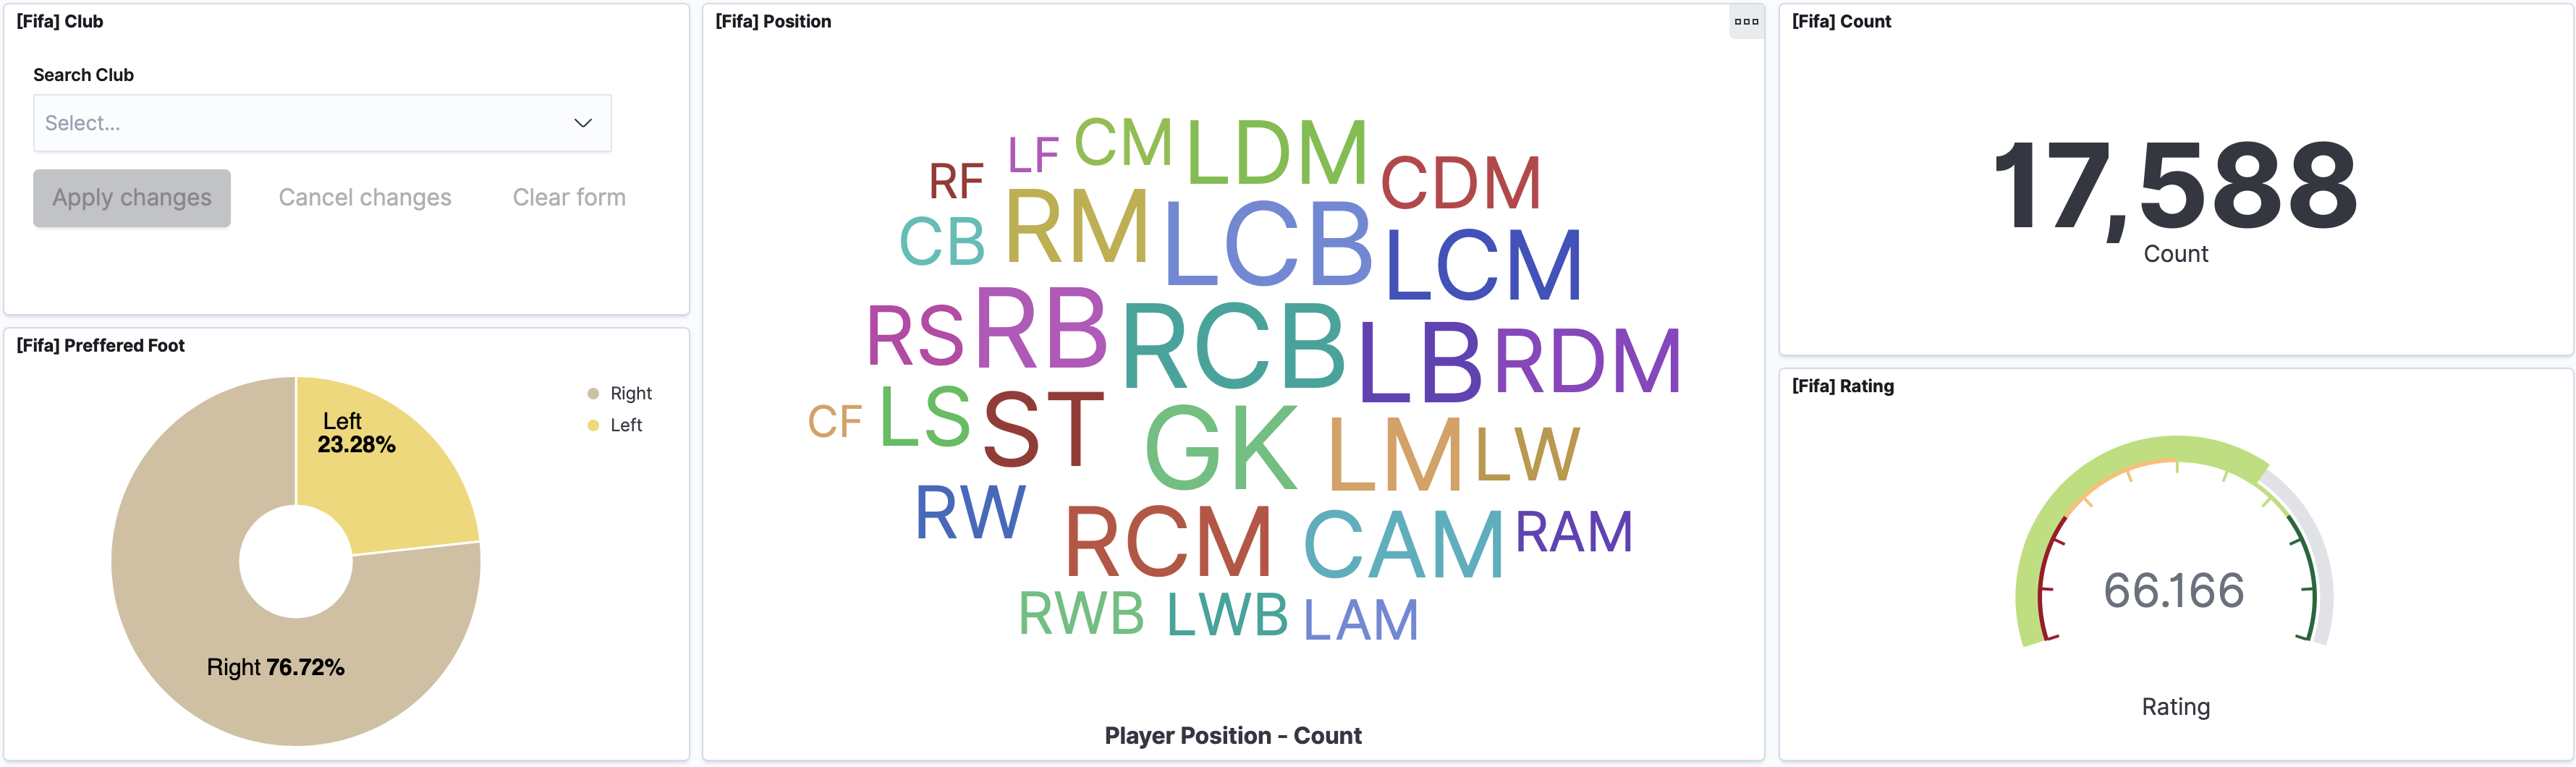 [Fifa] Club
Search Club
Select...
Apply changes Cancel changes Clear form
[Fifa] Preffered Foot
Right
Left
Left
23.28%
Right 76.72%
[Fifa] Position
RF LF CM LDM CDM
CB RM LCB LCM
RS RB RCB LB RDM
CF LS ST GK LM LW
RW RCM CAM RAM
RWB LWB LAM
Player Position - Count
[Fifa] Count
17,588
Count
[Fifa] Rating
66.166
Rating